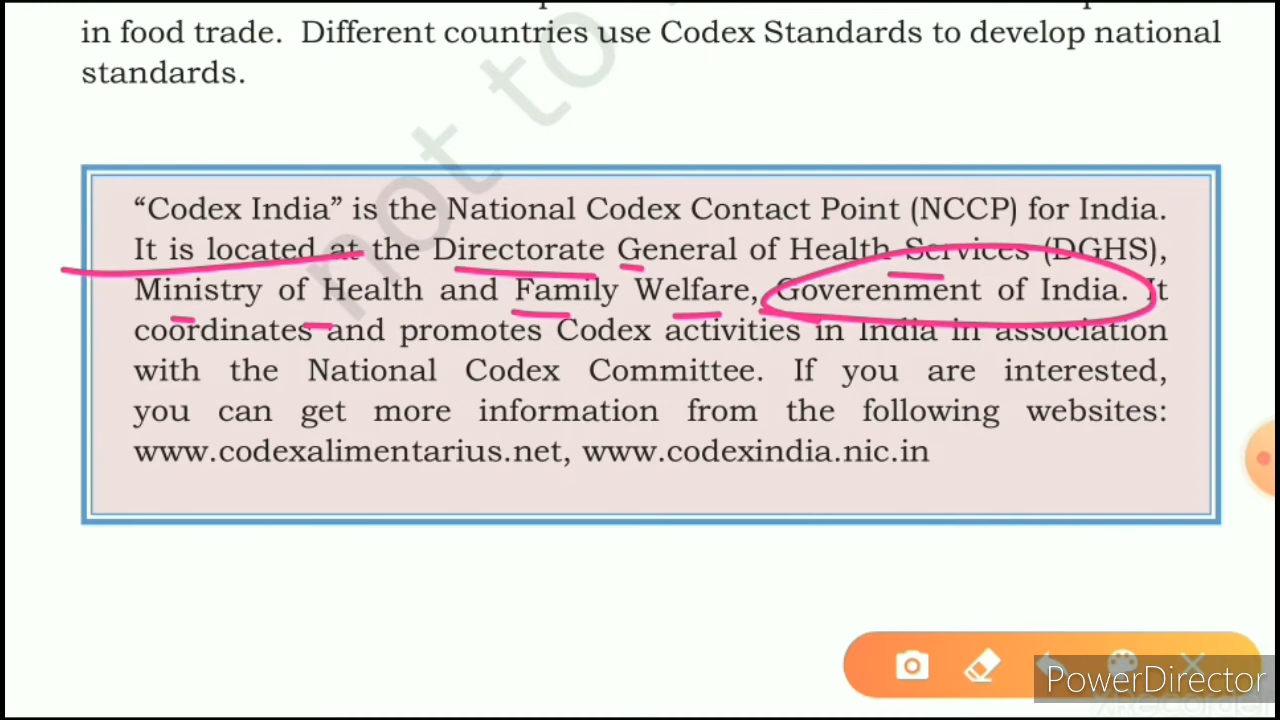 in food trade. Different countries use Codex Standards to develop national
standards.
not to
“Codex India” is the National Codex Contact Point (NCCP) for India.
It is located at the Directorate General of Health Services (DGHS),
Ministry of Health and Family Welfare, Goverenment of India. It
coordinates and promotes Codex activities in India in association
with the National Codex Committee. If you are interested,
you can get more information from the following websites:
www.codexalimentarius.net, www.codexindia.nic.in
PowerDirector